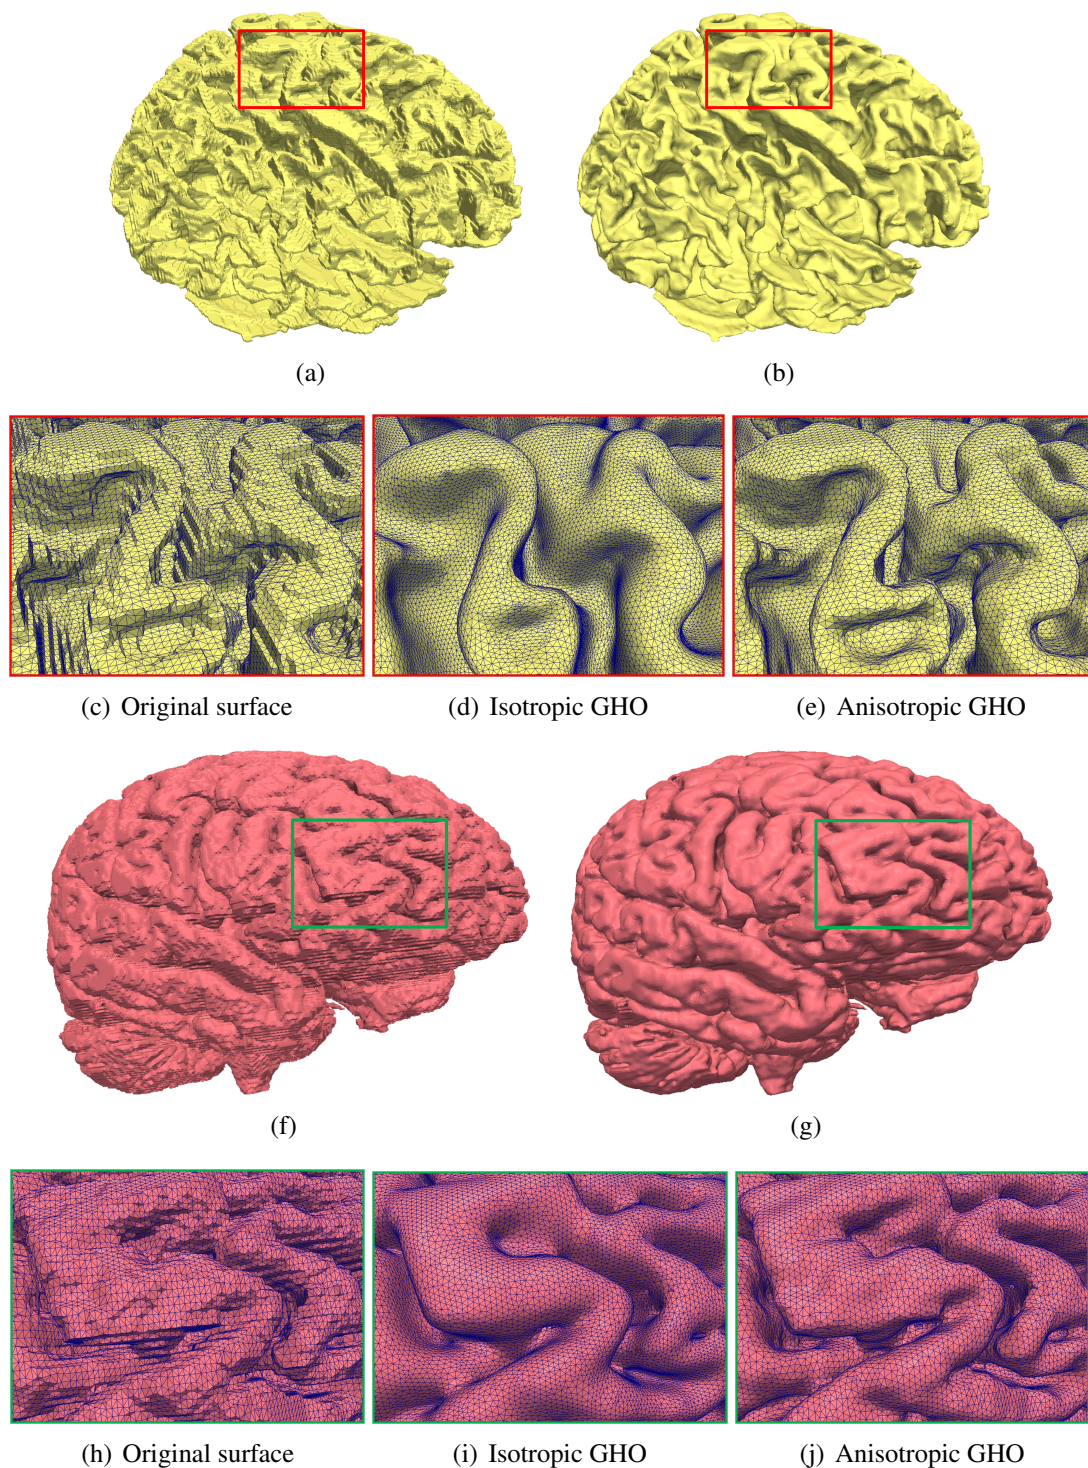 (a)
(b)
(c) Original surface
(d) Isotropic GHO
(e) Anisotropic GHO
(f)
(g)
(h) Original surface
(i) Isotropic GHO
(j) Anisotropic GHO